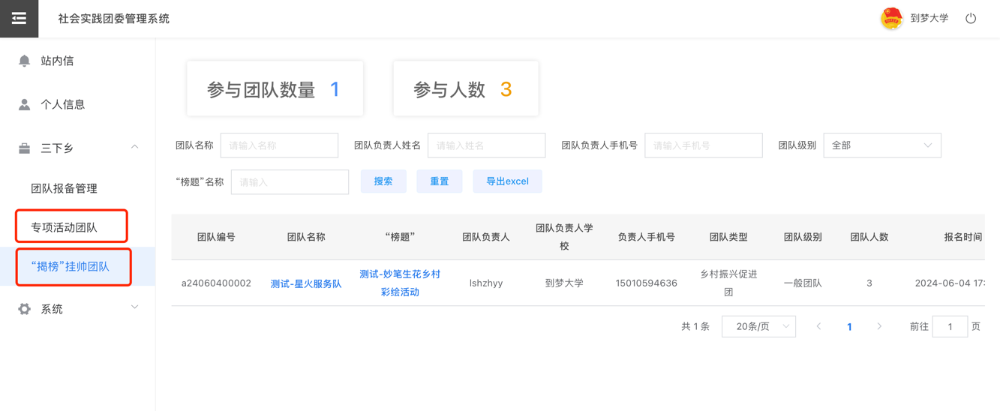 社会实践团委管理系统
到梦大学
站内信
个人信息
三下乡
团队报备管理
专项活动团队
“揭榜”挂帅团队
系统
参与团队数量 1
参与人数 3
团队名称 请输入名称 团队负责人姓名 请输入姓名 团队负责人手机号 请输入手机号 团队级别 全部
“榜题”名称 请输入 搜索 重置 导出excel
团队编号 团队名称 “榜题” 团队负责人 团队负责人学校 负责人手机号 团队类型 团队级别 团队人数 报名时间
a24060400002 测试-星火服务队 测试-妙笔生花乡村彩绘活动 lshzhyy 到梦大学 15010594636 乡村振兴促进团 一般团队 3 2024-06-04 17:
共 1 条 20条/页 1 前往 1 页